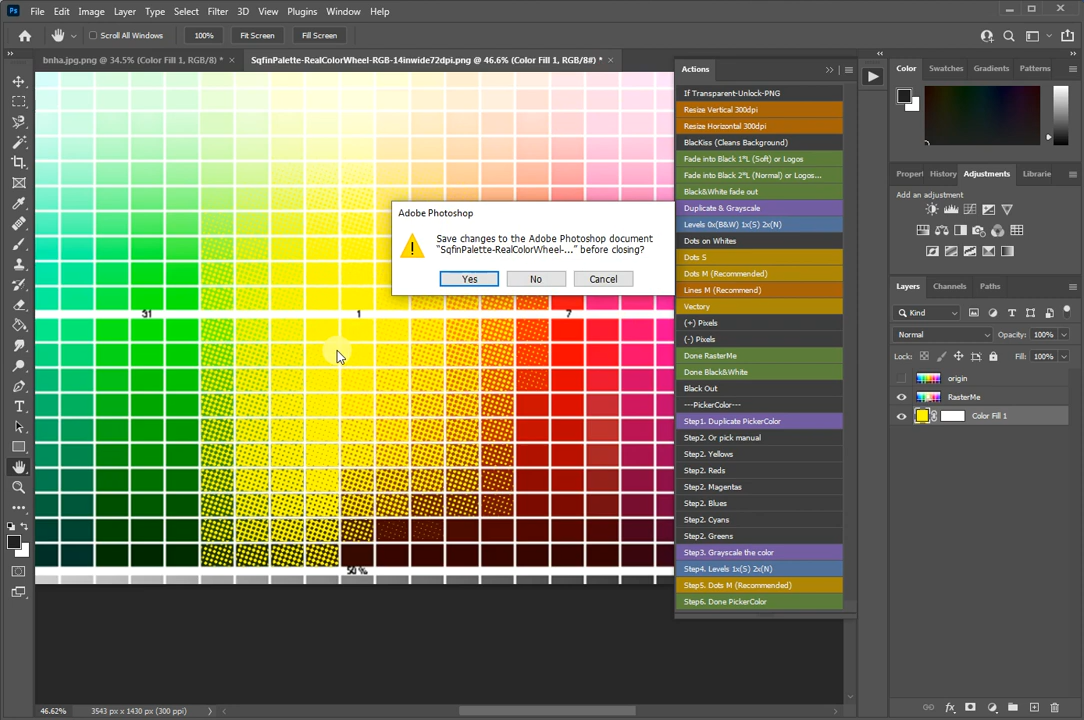 Ps File Edit Image Layer Type Select Filter 3D View Plugins Window Help
Scroll All Windows 100% Fit Screen Fill Screen
bnha.jpg.png @ 34.5% (Color Fill 1, RGB/8) * × SqfinPalette-RealColorWheel-RGB-14inwide72dpi.png @ 46.6% (Color Fill 1, RGB/8#) * ×
Actions
If Transparent-Unlock-PNG
Resize Vertical 300dpi
Resize Horizontal 300dpi
BlacKiss (Cleans Background)
Fade into Black 1ºL (Soft) or Logos
Fade into Black 2ºL (Normal) or Logos...
Black&White fade out
Duplicate & Grayscale
Levels 0x(B&W) 1x(S) 2x(N)
Dots on Whites
Dots S
Dots M (Recommended)
Lines M (Recommend)
Vectory
(+) Pixels
(-) Pixels
Done RasterMe
Done Black&White
Black Out
---PickerColor---
Step1. Duplicate PickerColor
Step2. Or pick manual
Step2. Yellows
Step2. Reds
Step2. Magentas
Step2. Blues
Step2. Cyans
Step2. Greens
Step3. Grayscale the color
Step4. Levels 1x(S) 2x(N)
Step5. Dots M (Recommended)
Step6. Done PickerColor
Adobe Photoshop
Save changes to the Adobe Photoshop document
"SqfinPalette-RealColorWheel-..." before closing?
Yes No Cancel
31 1 7
50 %
Color Swatches Gradients Patterns
Propert History Adjustments Librarie
Add an adjustment
Layers Channels Paths
Kind
Normal Opacity: 100%
Lock: Fill: 100%
origin
RasterMe
Color Fill 1
46.62% 3543 px x 1430 px (300 ppi)